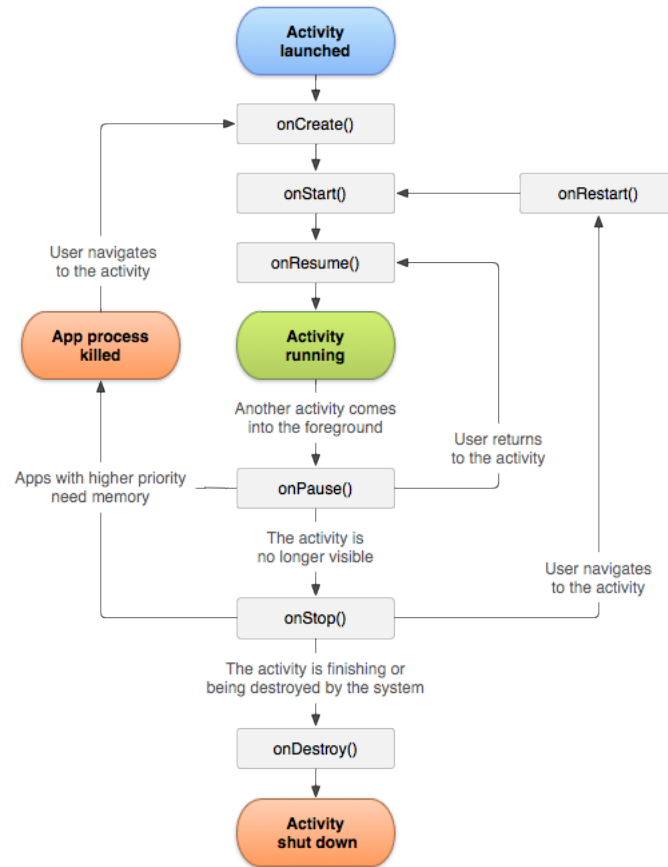 Activity
launched
onCreate()
onStart()
onRestart()
User navigates
to the activity
onResume()
App process
killed
Activity
running
Another activity comes
into the foreground
User returns
to the activity
Apps with higher priority
need memory
onPause()
The activity is
no longer visible
User navigates
to the activity
onStop()
The activity is finishing or
being destroyed by the system
onDestroy()
Activity
shut down